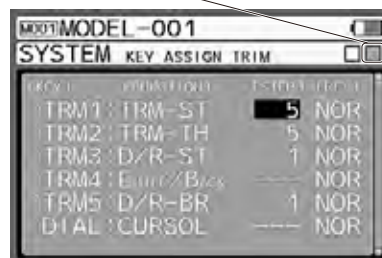 MOD01 MODEL-001
SYSTEM KEY ASSIGN TRIM
TRM1:TRM-ST 5 NOR
TRM2:TRM-TH 5 NOR
TRM3:D/R-ST 1 NOR
TRM4: --- NOR
TRM5:D/R-BR 1 NOR
DIAL:CURSOL --- NOR